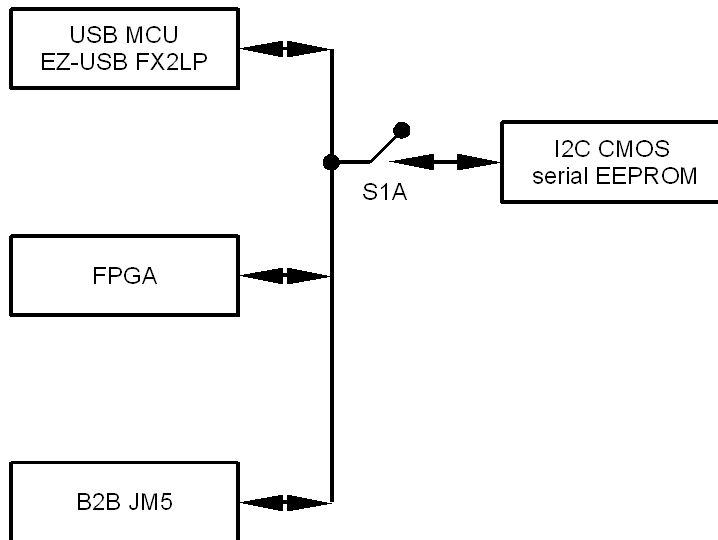 USB MCU
EZ-USB FX2LP
I2C CMOS
serial EEPROM
S1A
FPGA
B2B JM5